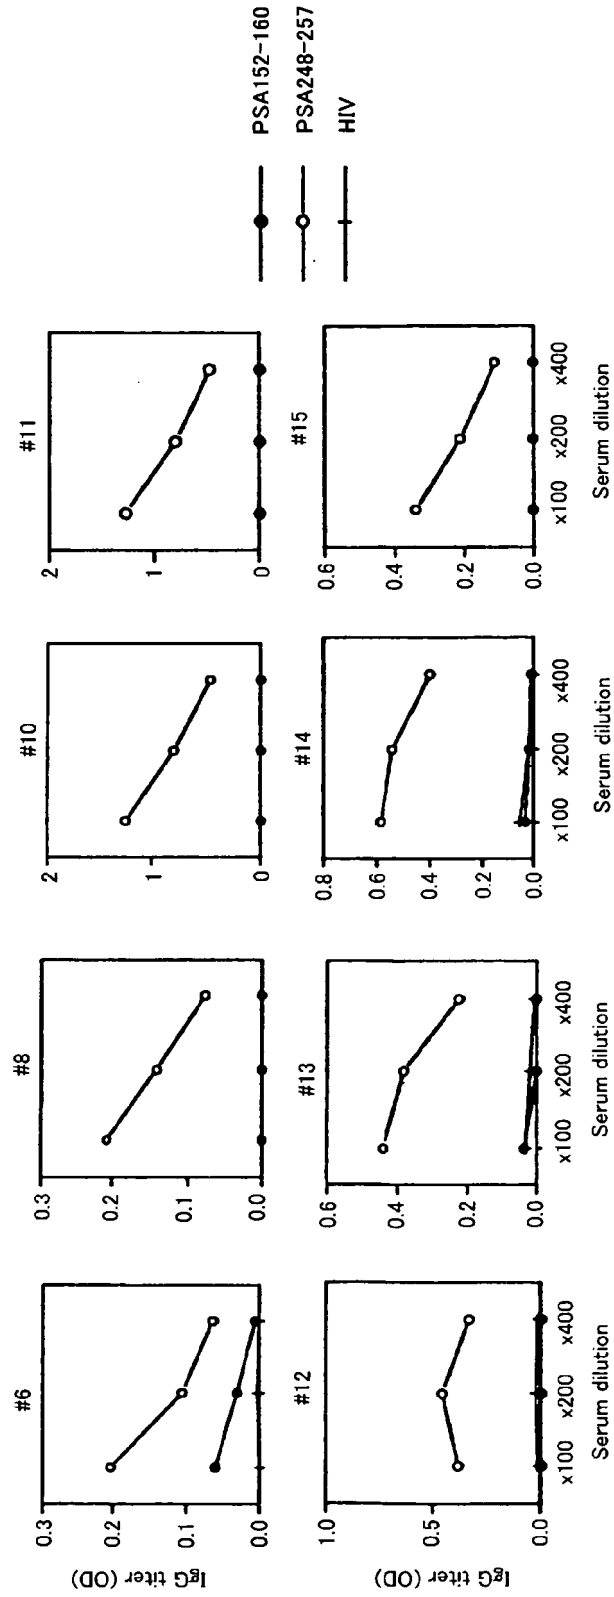 #6
IgG titer (OD)
0.3
0.2
0.1
0.0
#8
0.3
0.2
0.1
0.0
#10
2
1
0
#11
2
1
0
#12
IgG titer (OD)
1.0
0.5
0.0
x100 x200 x400
Serum dilution
#13
0.6
0.4
0.2
0.0
x100 x200 x400
Serum dilution
#14
0.8
0.6
0.4
0.2
0.0
x100 x200 x400
Serum dilution
#15
0.6
0.4
0.2
0.0
x100 x200 x400
Serum dilution
PSA152-160
PSA248-257
HIV